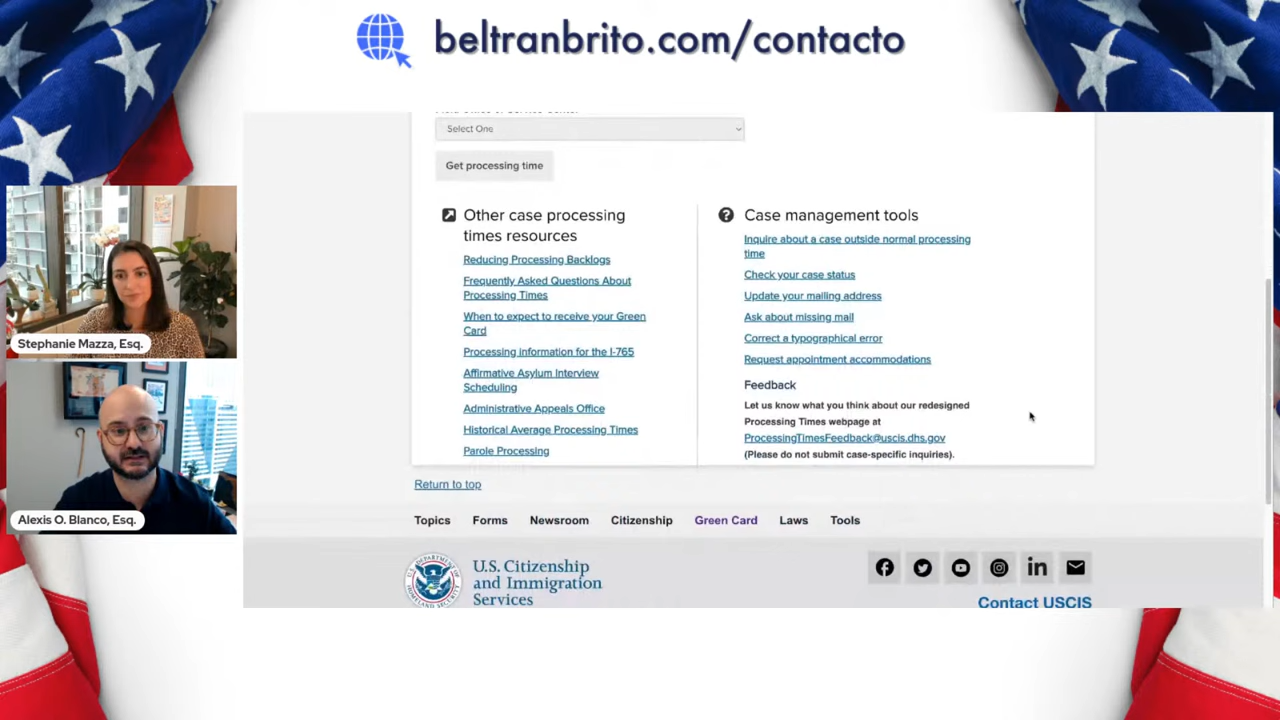 beltranbrito.com/contacto
Select One
Get processing time
Other case processing
times resources
Reducing Processing Backlogs
Frequently Asked Questions About
Processing Times
When to expect to receive your Green
Card
Processing information for the I-765
Affirmative Asylum Interview
Scheduling
Administrative Appeals Office
Historical Average Processing Times
Parole Processing
Case management tools
Inquire about a case outside normal processing
time
Check your case status
Update your mailing address
Ask about missing mail
Correct a typographical error
Request appointment accommodations
Feedback
Let us know what you think about our redesigned
Processing Times webpage at
ProcessingTimesFeedback@uscis.dhs.gov
(Please do not submit case-specific inquiries).
Return to top
Topics Forms Newsroom Citizenship Green Card Laws Tools
U.S. Citizenship
and Immigration
Services
Contact USCIS
Stephanie Mazza, Esq.
Alexis O. Blanco, Esq.